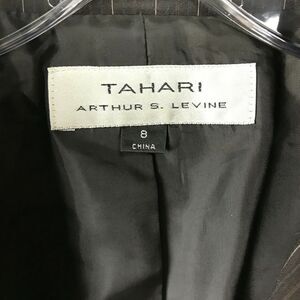 TAHARI
ARTHUR S. LEVINE
8
CHINA